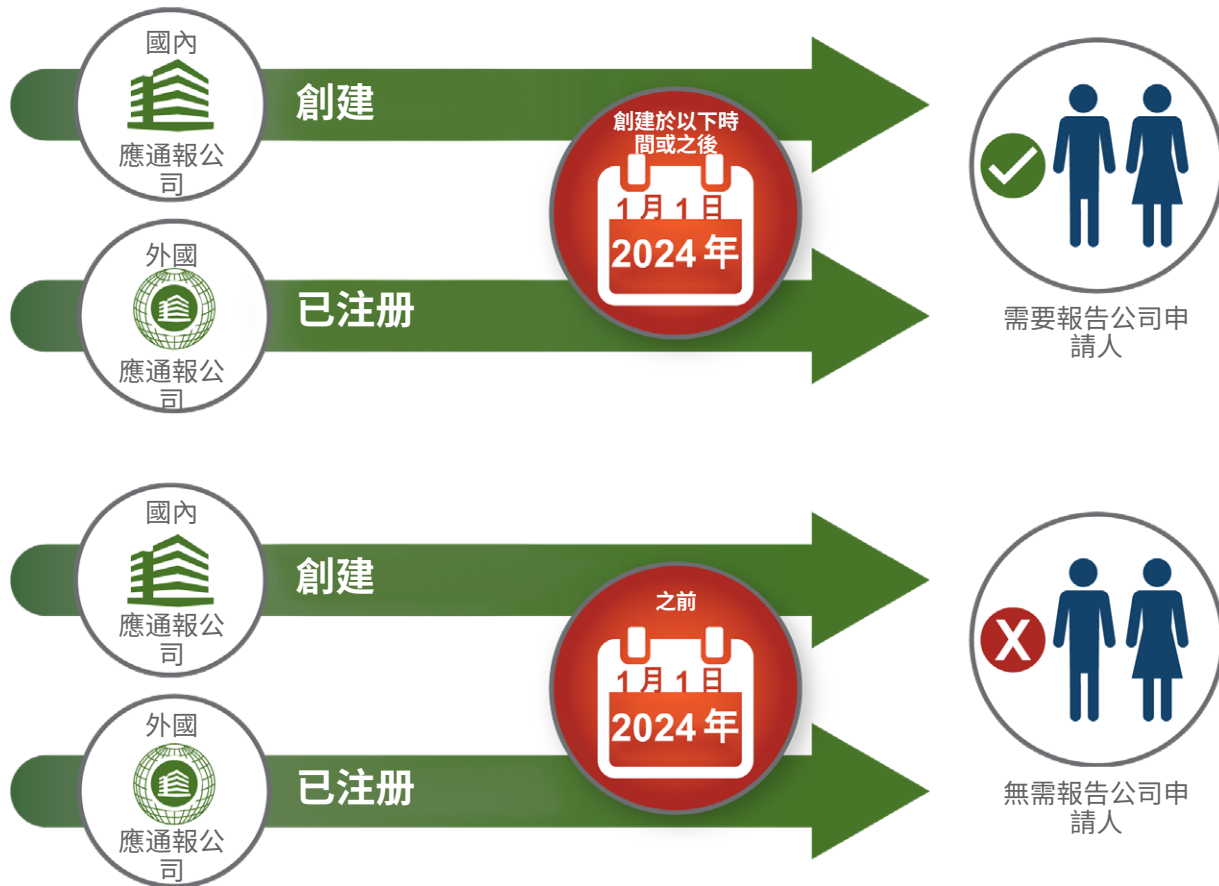 國內
應通報公
司
創建
創建於以下時
間或之後
1 月 1 日
2024 年
外國
應通報公
司
已注册
需要報告公司申
請人
國內
應通報公
司
創建
之前
1 月 1 日
2024 年
X
外國
應通報公
司
已注册
無需報告公司申
請人